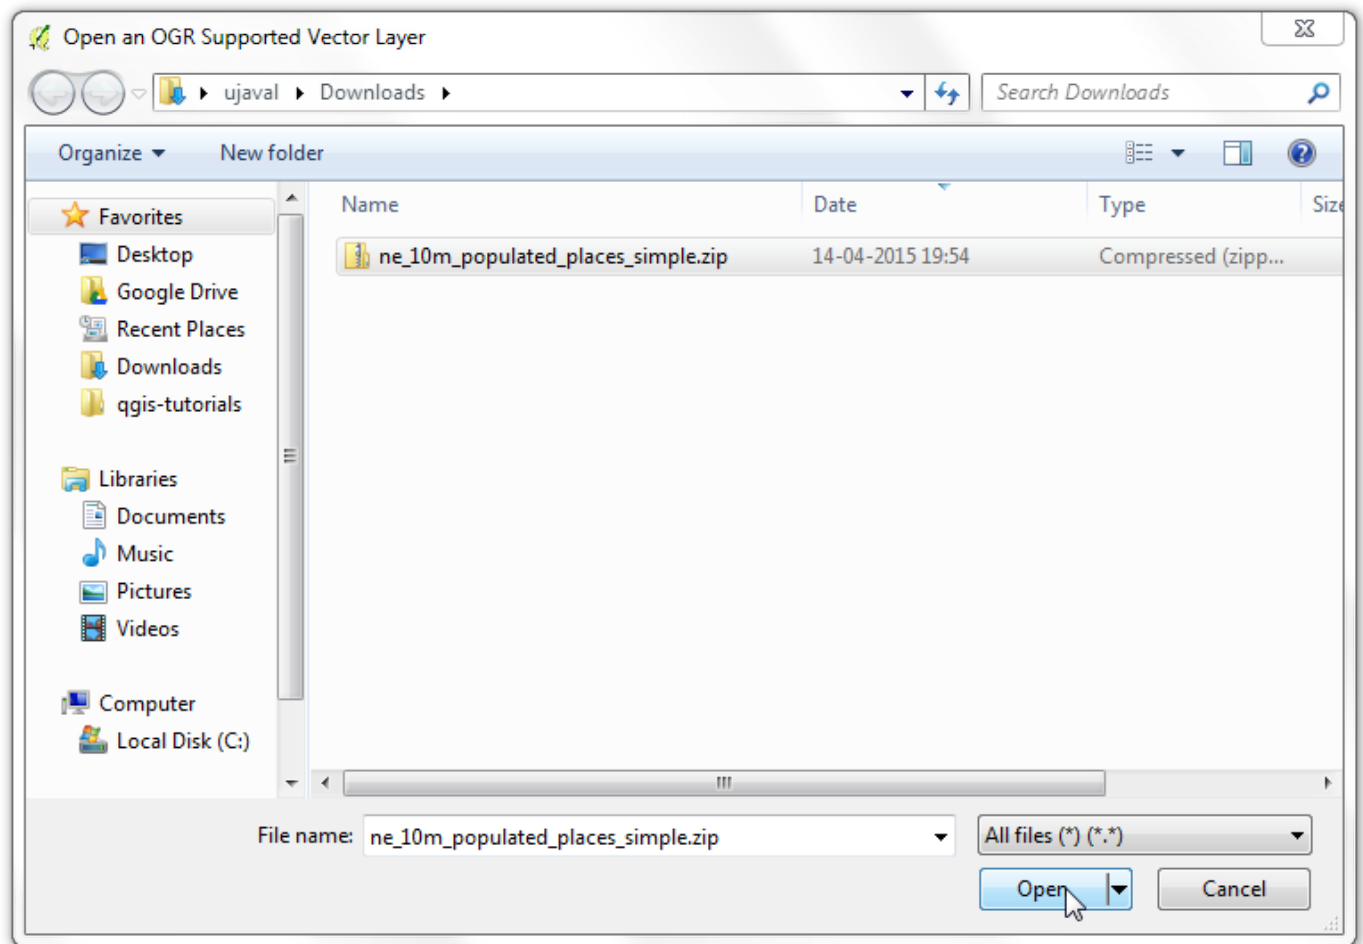 Open an OGR Supported Vector Layer
ujaval Downloads
Search Downloads
Organize
New folder
Favorites
Desktop
Google Drive
Recent Places
Downloads
qgis-tutorials
Libraries
Documents
Music
Pictures
Videos
Computer
Local Disk (C:)
Name Date Type Size
ne_10m_populated_places_simple.zip 14-04-2015 19:54 Compressed (zipp...
File name: ne_10m_populated_places_simple.zip All files (*) (*.*)
Open Cancel